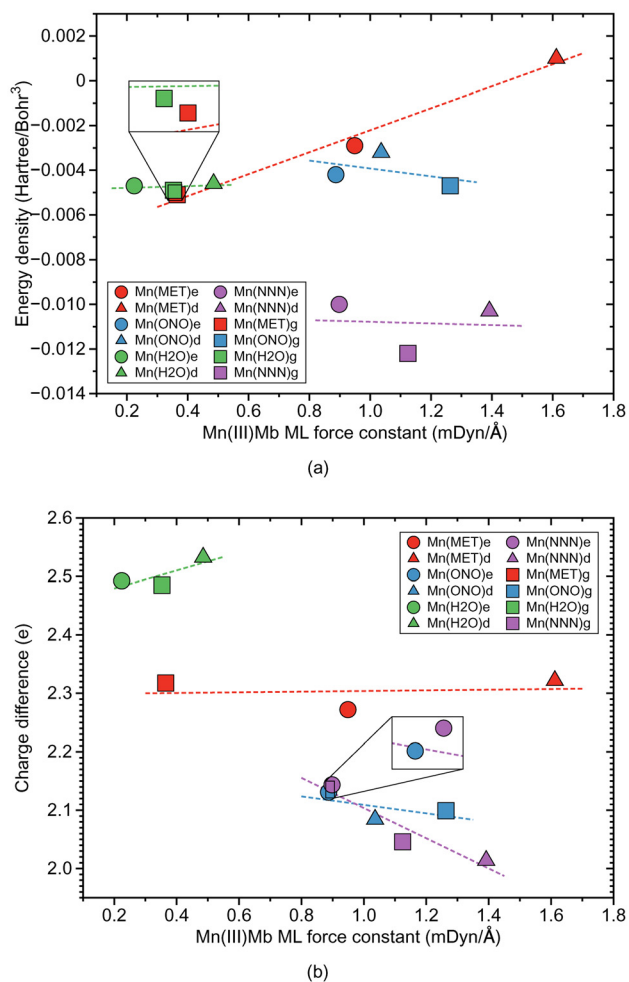 0.002
0
−0.002
−0.004
−0.006
−0.008
−0.010
−0.012
−0.014
Energy density (Hartree/Bohr³)
Mn(MET)e Mn(NNN)e
Mn(MET)d Mn(NNN)d
Mn(ONO)e Mn(MET)g
Mn(ONO)d Mn(ONO)g
Mn(H2O)e Mn(H2O)g
Mn(H2O)d Mn(NNN)g
0.2 0.4 0.6 0.8 1.0 1.2 1.4 1.6 1.8
Mn(III)Mb ML force constant (mDyn/Å)
(a)
2.6
2.5
2.4
2.3
2.2
2.1
2.0
Charge difference (e)
Mn(MET)e Mn(NNN)e
Mn(MET)d Mn(NNN)d
Mn(ONO)e Mn(MET)g
Mn(ONO)d Mn(ONO)g
Mn(H2O)e Mn(H2O)g
Mn(H2O)d Mn(NNN)g
0.2 0.4 0.6 0.8 1.0 1.2 1.4 1.6 1.8
Mn(III)Mb ML force constant (mDyn/Å)
(b)